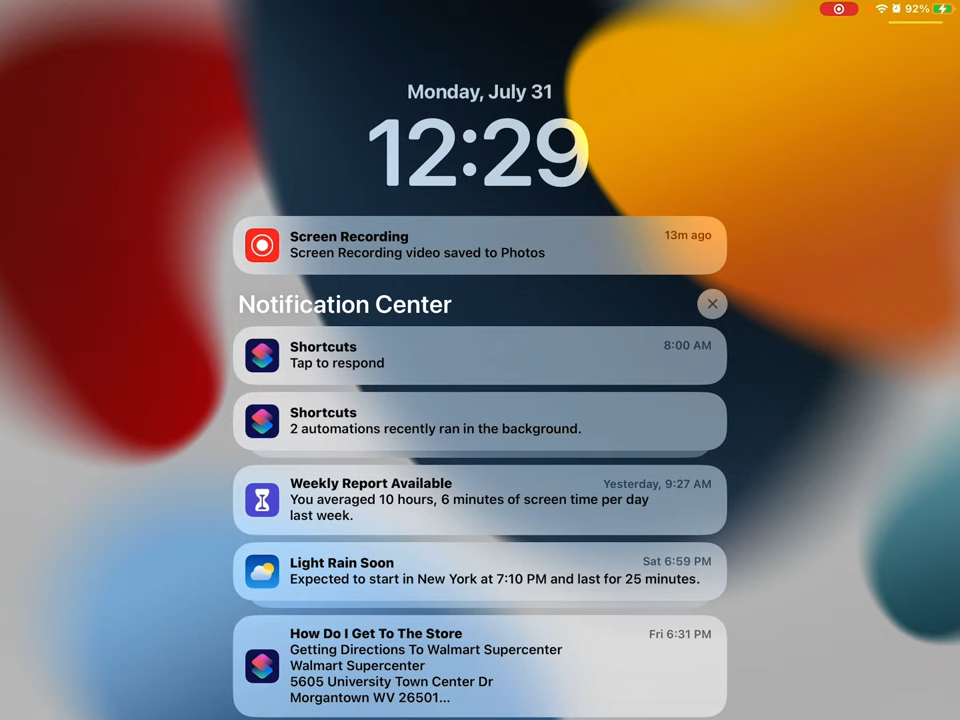 92%
Monday, July 31
12:29
Screen Recording
13m ago
Screen Recording video saved to Photos
Notification Center
Shortcuts
8:00 AM
Tap to respond
Shortcuts
2 automations recently ran in the background.
Weekly Report Available
Yesterday, 9:27 AM
You averaged 10 hours, 6 minutes of screen time per day
last week.
Light Rain Soon
Sat 6:59 PM
Expected to start in New York at 7:10 PM and last for 25 minutes.
How Do I Get To The Store
Fri 6:31 PM
Getting Directions To Walmart Supercenter
Walmart Supercenter
5605 University Town Center Dr
Morgantown WV 26501...